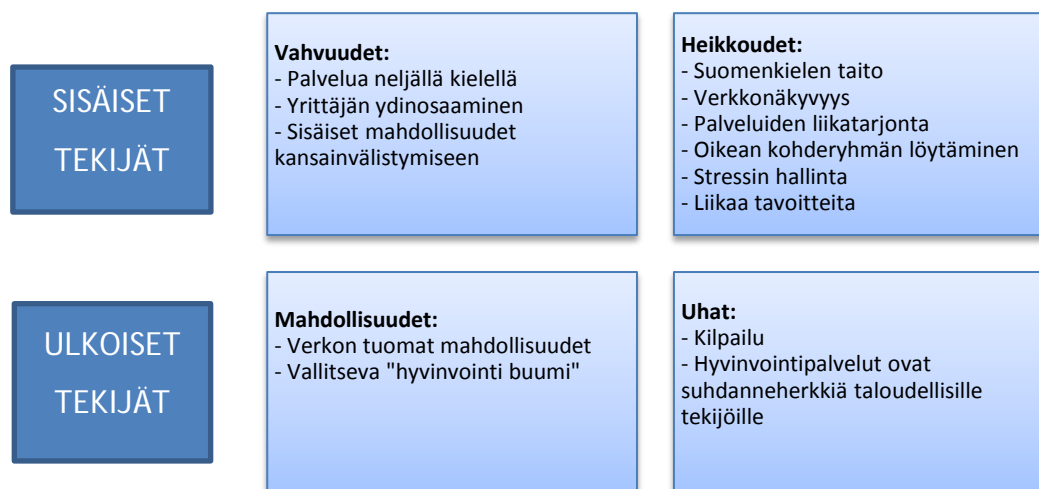 SISÄISET
TEKIJÄT
Vahvuudet:
- Palvelua neljällä kielellä
- Yrittäjän ydinosaaminen
- Sisäiset mahdollisuudet
kansainvälistymiseen
Heikkoudet:
- Suomenkielen taito
- Verkkonäkyvyys
- Palveluiden liikatarjonta
- Oikean kohderyhmän löytäminen
- Stressin hallinta
- Liikaa tavoitteita
ULKOISET
TEKIJÄT
Mahdollisuudet:
- Verkon tuomat mahdollisuudet
- Vallitseva "hyvinvointi buumi"
Uhat:
- Kilpailu
- Hyvinvointipalvelut ovat
suhdanneherkkiä taloudellisille
tekijöille